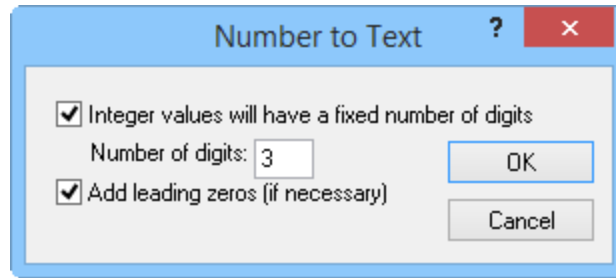 Number to Text
?
×
Integer values will have a fixed number of digits
Number of digits: 3
OK
Add leading zeros (if necessary)
Cancel